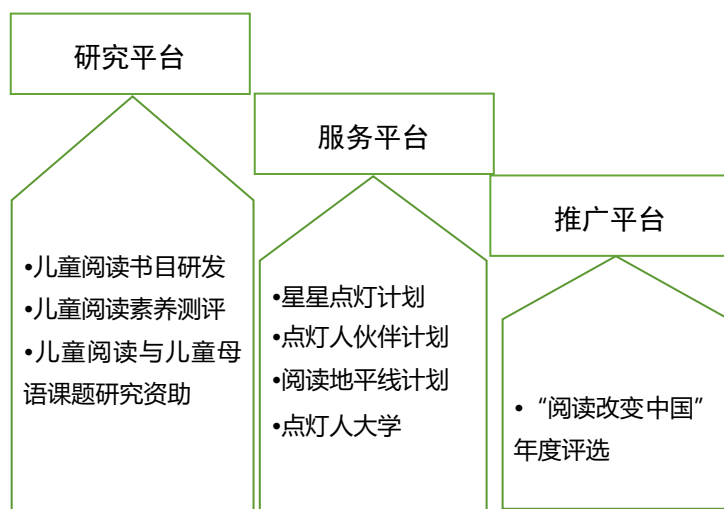 研究平台
•儿童阅读书目研发
•儿童阅读素养测评
•儿童阅读与儿童母
语课题研究资助
服务平台
•星星点灯计划
•点灯人伙伴计划
•阅读地平线计划
•点灯人大学
推广平台
•“阅读改变中国”
年度评选